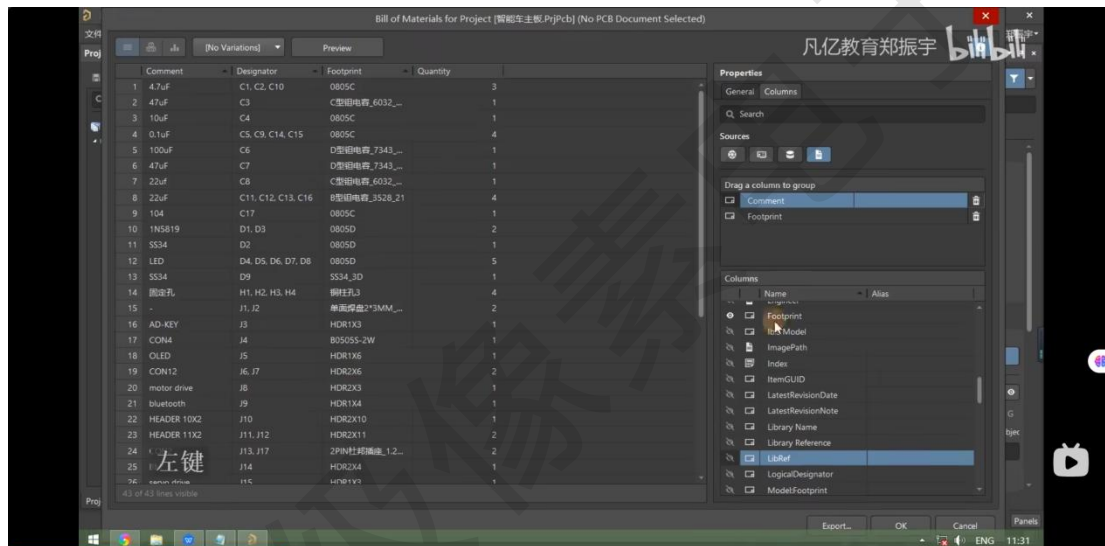 Bill of Materials for Project [智能车主板.PrjPcb] (No PCB Document Selected)
文件
Proj
[No Variations]
Preview
凡亿教育郑振宇
bilibili
Comment Designator Footprint Quantity
1 4.7uF C1, C2, C10 0805C 3
2 47uF C3 C型钽电容_6032_... 1
3 10uF C4 0805C 1
4 0.1uF C5, C9, C14, C15 0805C 4
5 100uF C6 D型钽电容_7343_... 1
6 47uF C7 D型钽电容_7343_... 1
7 22uf C8 C型钽电容_6032_... 1
8 22uF C11, C12, C13, C16 B型钽电容_3528_21 4
9 104 C17 0805C 1
10 1N5819 D1, D3 0805D 2
11 SS34 D2 0805D 1
12 LED D4, D5, D6, D7, D8 0805D 5
13 SS34 D9 SS34_3D 1
14 固定孔 H1, H2, H3, H4 铜柱孔3 4
15 - J1, J2 单面焊盘2*3MM_... 2
16 AD-KEY J3 HDR1X3 1
17 CON4 J4 B0505S-2W 1
18 OLED J5 HDR1X6 1
19 CON12 J6, J7 HDR2X6 2
20 motor drive J8 HDR2X3 1
21 bluetooth J9 HDR1X4 1
22 HEADER 10X2 J10 HDR2X10 1
23 HEADER 11X2 J11, J12 HDR2X11 2
24 J13, J17 2PIN杜邦插座_1.2... 2
25 J14 HDR2X4 1
26 servo drive J15 HDR1X3 1
左键
43 of 43 lines visible
Proj
Properties
General Columns
Search
Sources
Drag a column to group
Comment
Footprint
Columns
Name Alias
Engineer
Footprint
Ibis Model
ImagePath
Index
ItemGUID
LatestRevisionDate
LatestRevisionNote
Library Name
Library Reference
LibRef
LogicalDesignator
Model:Footprint
Export... OK Cancel
Panels
ENG 11:31